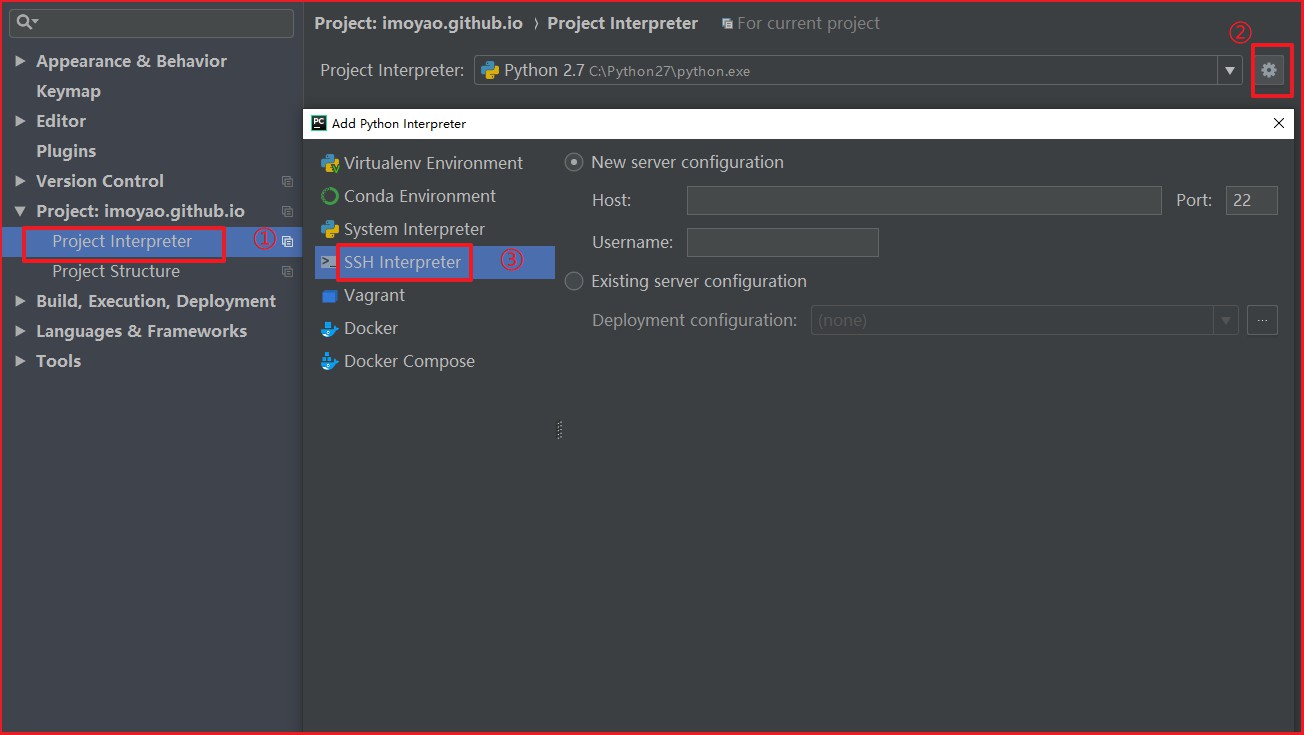 Appearance & Behavior
Keymap
Editor
Plugins
Version Control
Project: imoyao.github.io
Project Interpreter ①
Project Structure
Build, Execution, Deployment
Languages & Frameworks
Tools
Project: imoyao.github.io › Project Interpreter For current project
②
Project Interpreter: Python 2.7 C:\Python27\python.exe
PC Add Python Interpreter
Virtualenv Environment
Conda Environment
System Interpreter
SSH Interpreter ③
Vagrant
Docker
Docker Compose
New server configuration
Host: Port: 22
Username:
Existing server configuration
Deployment configuration: (none) ...